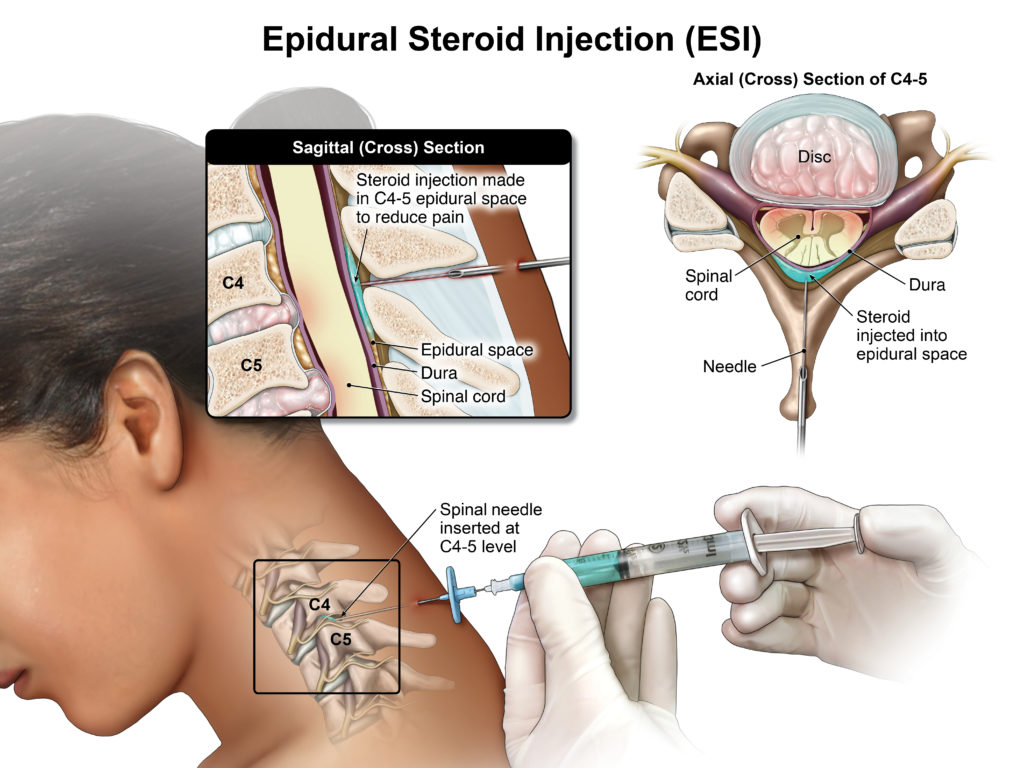 Epidural Steroid Injection (ESI)
Axial (Cross) Section of C4-5
Disc
Spinal
cord
Dura
Steroid
injected into
epidural space
Needle
Sagittal (Cross) Section
Steroid injection made
in C4-5 epidural space
to reduce pain
C4
C5
Epidural space
Dura
Spinal cord
Spinal needle
inserted at
C4-5 level
C4
C5